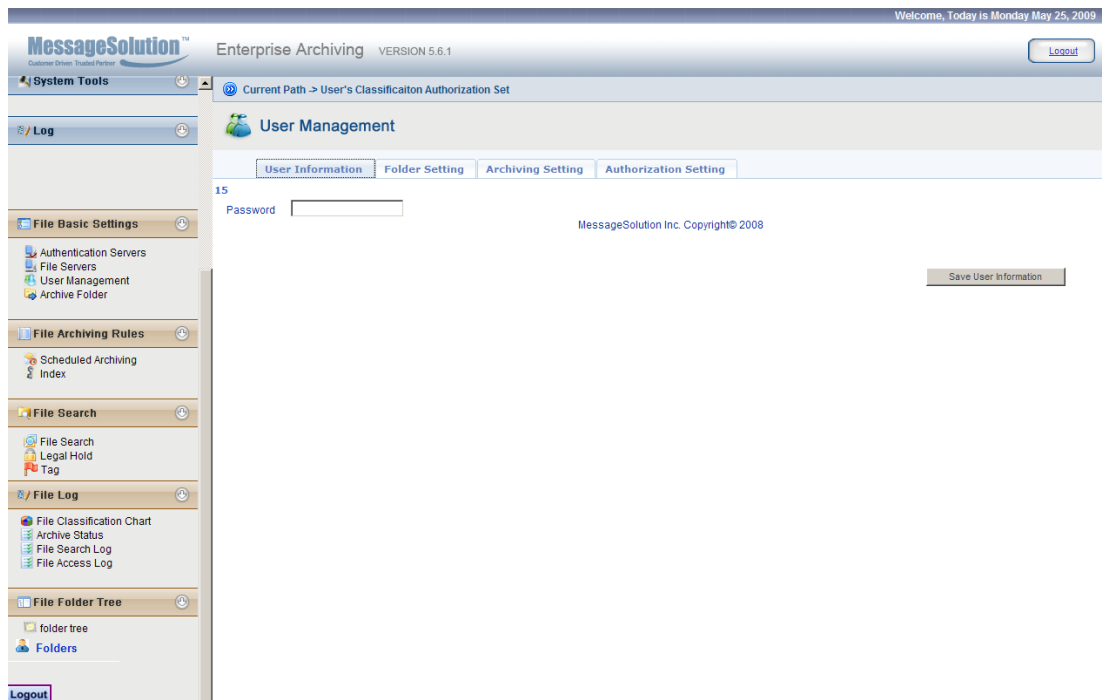 Welcome, Today is Monday May 25, 2009
MessageSolution™
Customer Driven Trusted Partner
Enterprise Archiving VERSION 5.6.1
Logout
System Tools
Log
File Basic Settings
Authentication Servers
File Servers
User Management
Archive Folder
File Archiving Rules
Scheduled Archiving
Index
File Search
File Search
Legal Hold
Tag
File Log
File Classification Chart
Archive Status
File Search Log
File Access Log
File Folder Tree
folder tree
Folders
Logout
Current Path -> User's Classificaiton Authorization Set
User Management
User Information Folder Setting Archiving Setting Authorization Setting
15
Password
MessageSolution Inc. Copyright© 2008
Save User Information